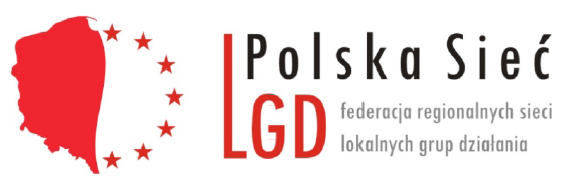 Polska Sieć
LGD
federacja regionalnych sieci
lokalnych grup działania